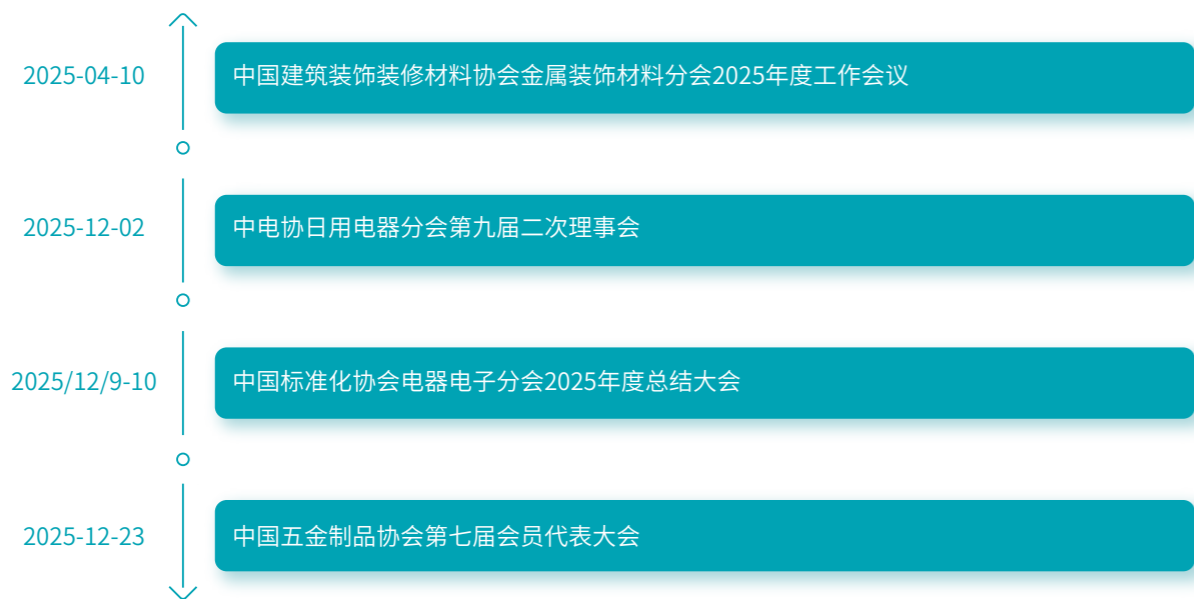 2025-04-10
中国建筑装饰装修材料协会金属装饰材料分会2025年度工作会议
2025-12-02
中电协日用电器分会第九届二次理事会
2025/12/9-10
中国标准化协会电器电子分会2025年度总结大会
2025-12-23
中国五金制品协会第七届会员代表大会